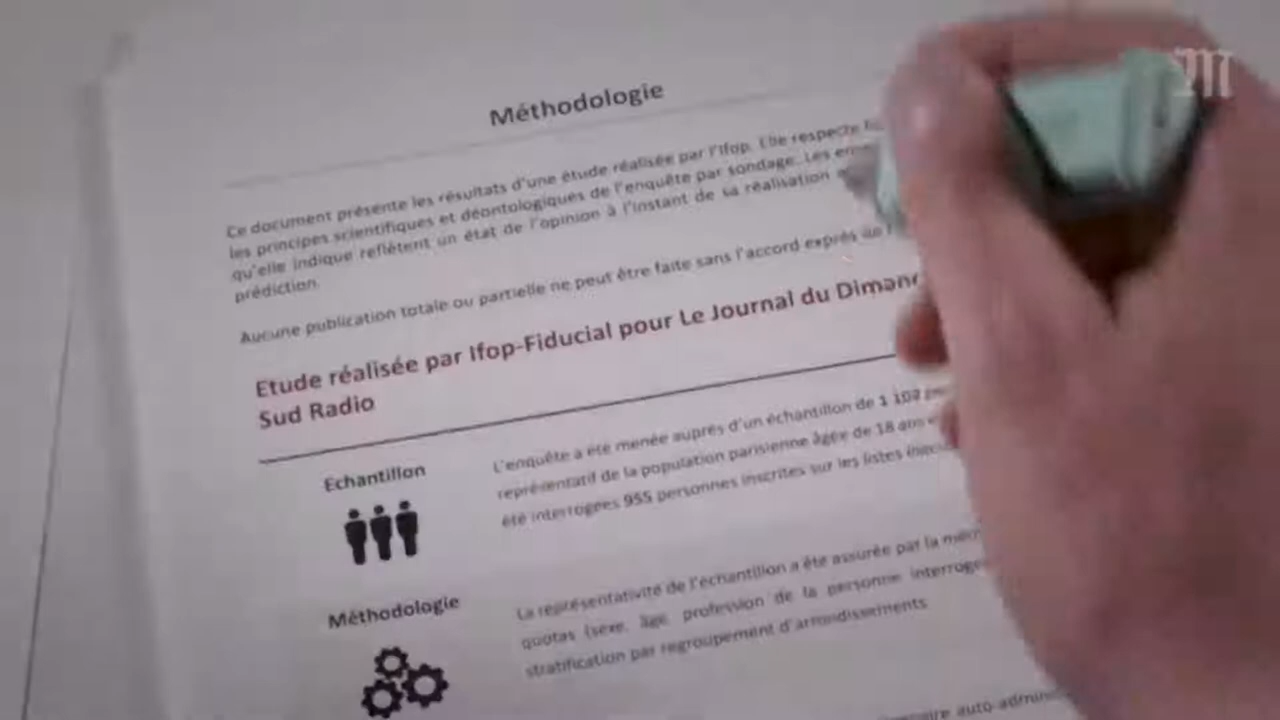 M
Méthodologie
Ce document présente les résultats d'une étude réalisée par l'Ifop. Elle respecte
les principes scientifiques et déontologiques de l'enquête par sondage. Les
qu'elle indique reflètent un état de l'opinion à l'instant de sa réalisation
prédiction.
Aucune publication totale ou partielle ne peut être faite sans l'accord exprès
Etude réalisée par Ifop-Fiducial pour Le Journal du Dimanc
Sud Radio
Echantillon
L'enquête a été menée auprès d'un échantillon de 1 102
représentatif de la population parisienne âgée de 18 ans
été interrogées 955 personnes inscrites sur les listes
Méthodologie
La représentativité de l'échantillon a été assurée par la
quotas (sexe, âge, profession de la personne interrogé
stratification par regroupement d'arrondissements
auto-admini